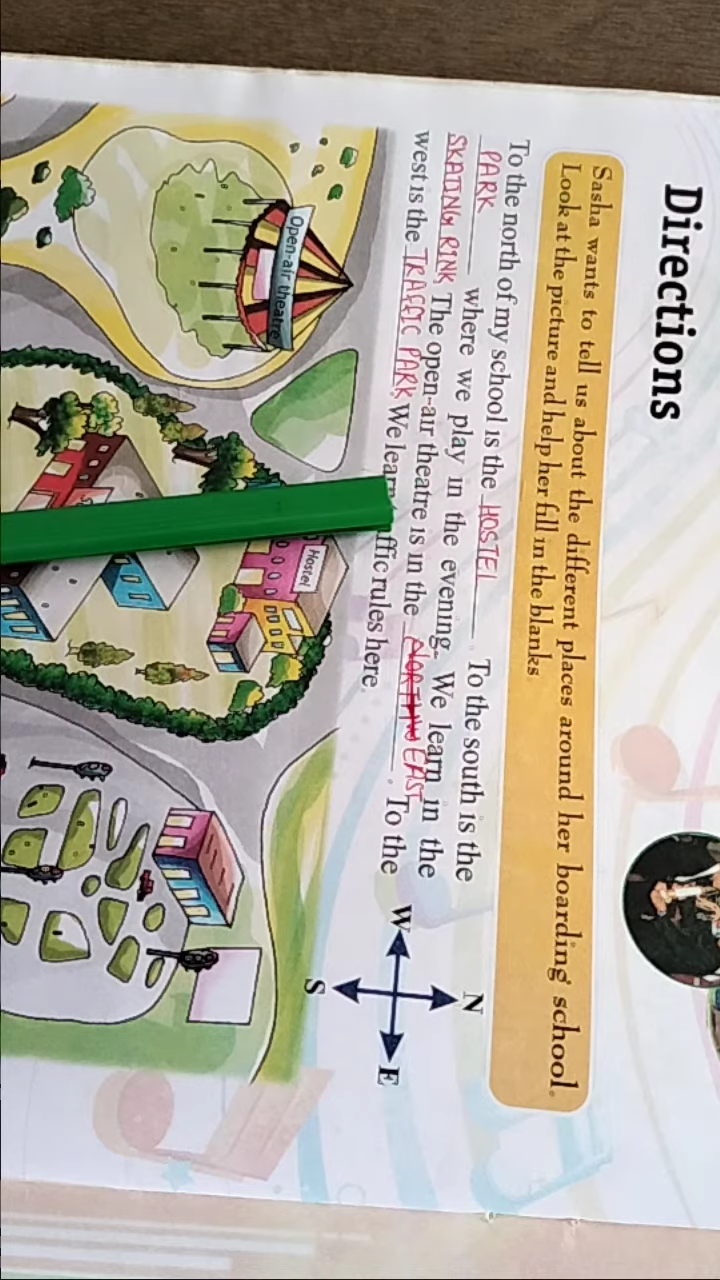 Directions
Sasha wants to tell us about the different places around her boarding school.
Look at the picture and help her fill in the blanks
To the north of my school is the HOSTEL. To the south is the
PARK where we play in the evening. We learn in the
SKATING RINK. The open-air theatre is in the NORTHW EAST. To the
west is the TRAFFIC PARK. We lear ffic rules here.
N
W
E
S
Open-air theatre
Hostel